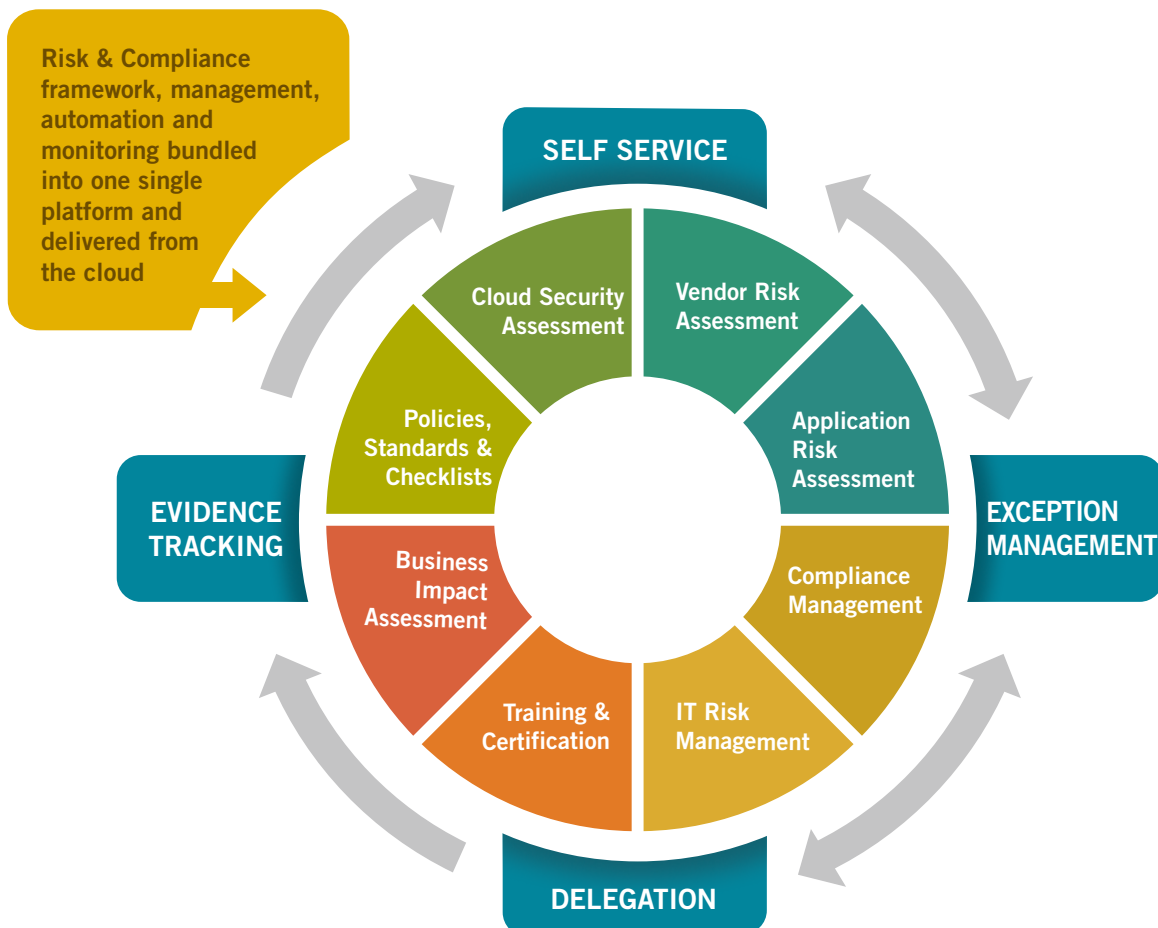 Risk & Compliance
framework, management,
automation and
monitoring bundled
into one single
platform and
delivered from
the cloud
SELF SERVICE
Cloud Security
Assessment
Vendor Risk
Assessment
Policies,
Standards &
Checklists
Application
Risk
Assessment
EVIDENCE
TRACKING
EXCEPTION
MANAGEMENT
Business
Impact
Assessment
Compliance
Management
Training &
Certification
IT Risk
Management
DELEGATION